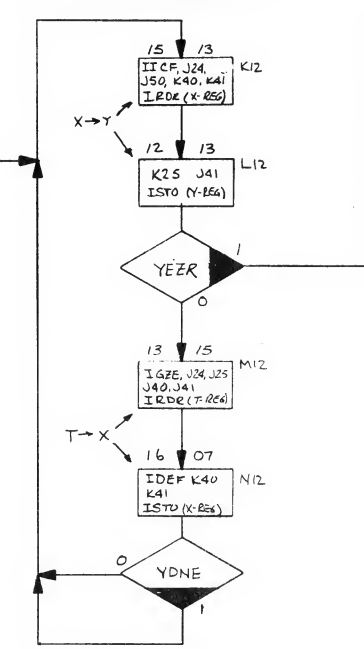 15 13
IICF, J24, K12
J50, K40, K41
IRDR (X-REG)
X→Y
12 13
K25 J41 L12
ISTO (Y-REG)
1
YEZR
0
13 15
IGZE, J24, J25 M12
J40, J41
IRDR (T-REG)
T→X
16 07
IDEF K40 N12
K41
ISTO (X-REG)
0
YDNE
1